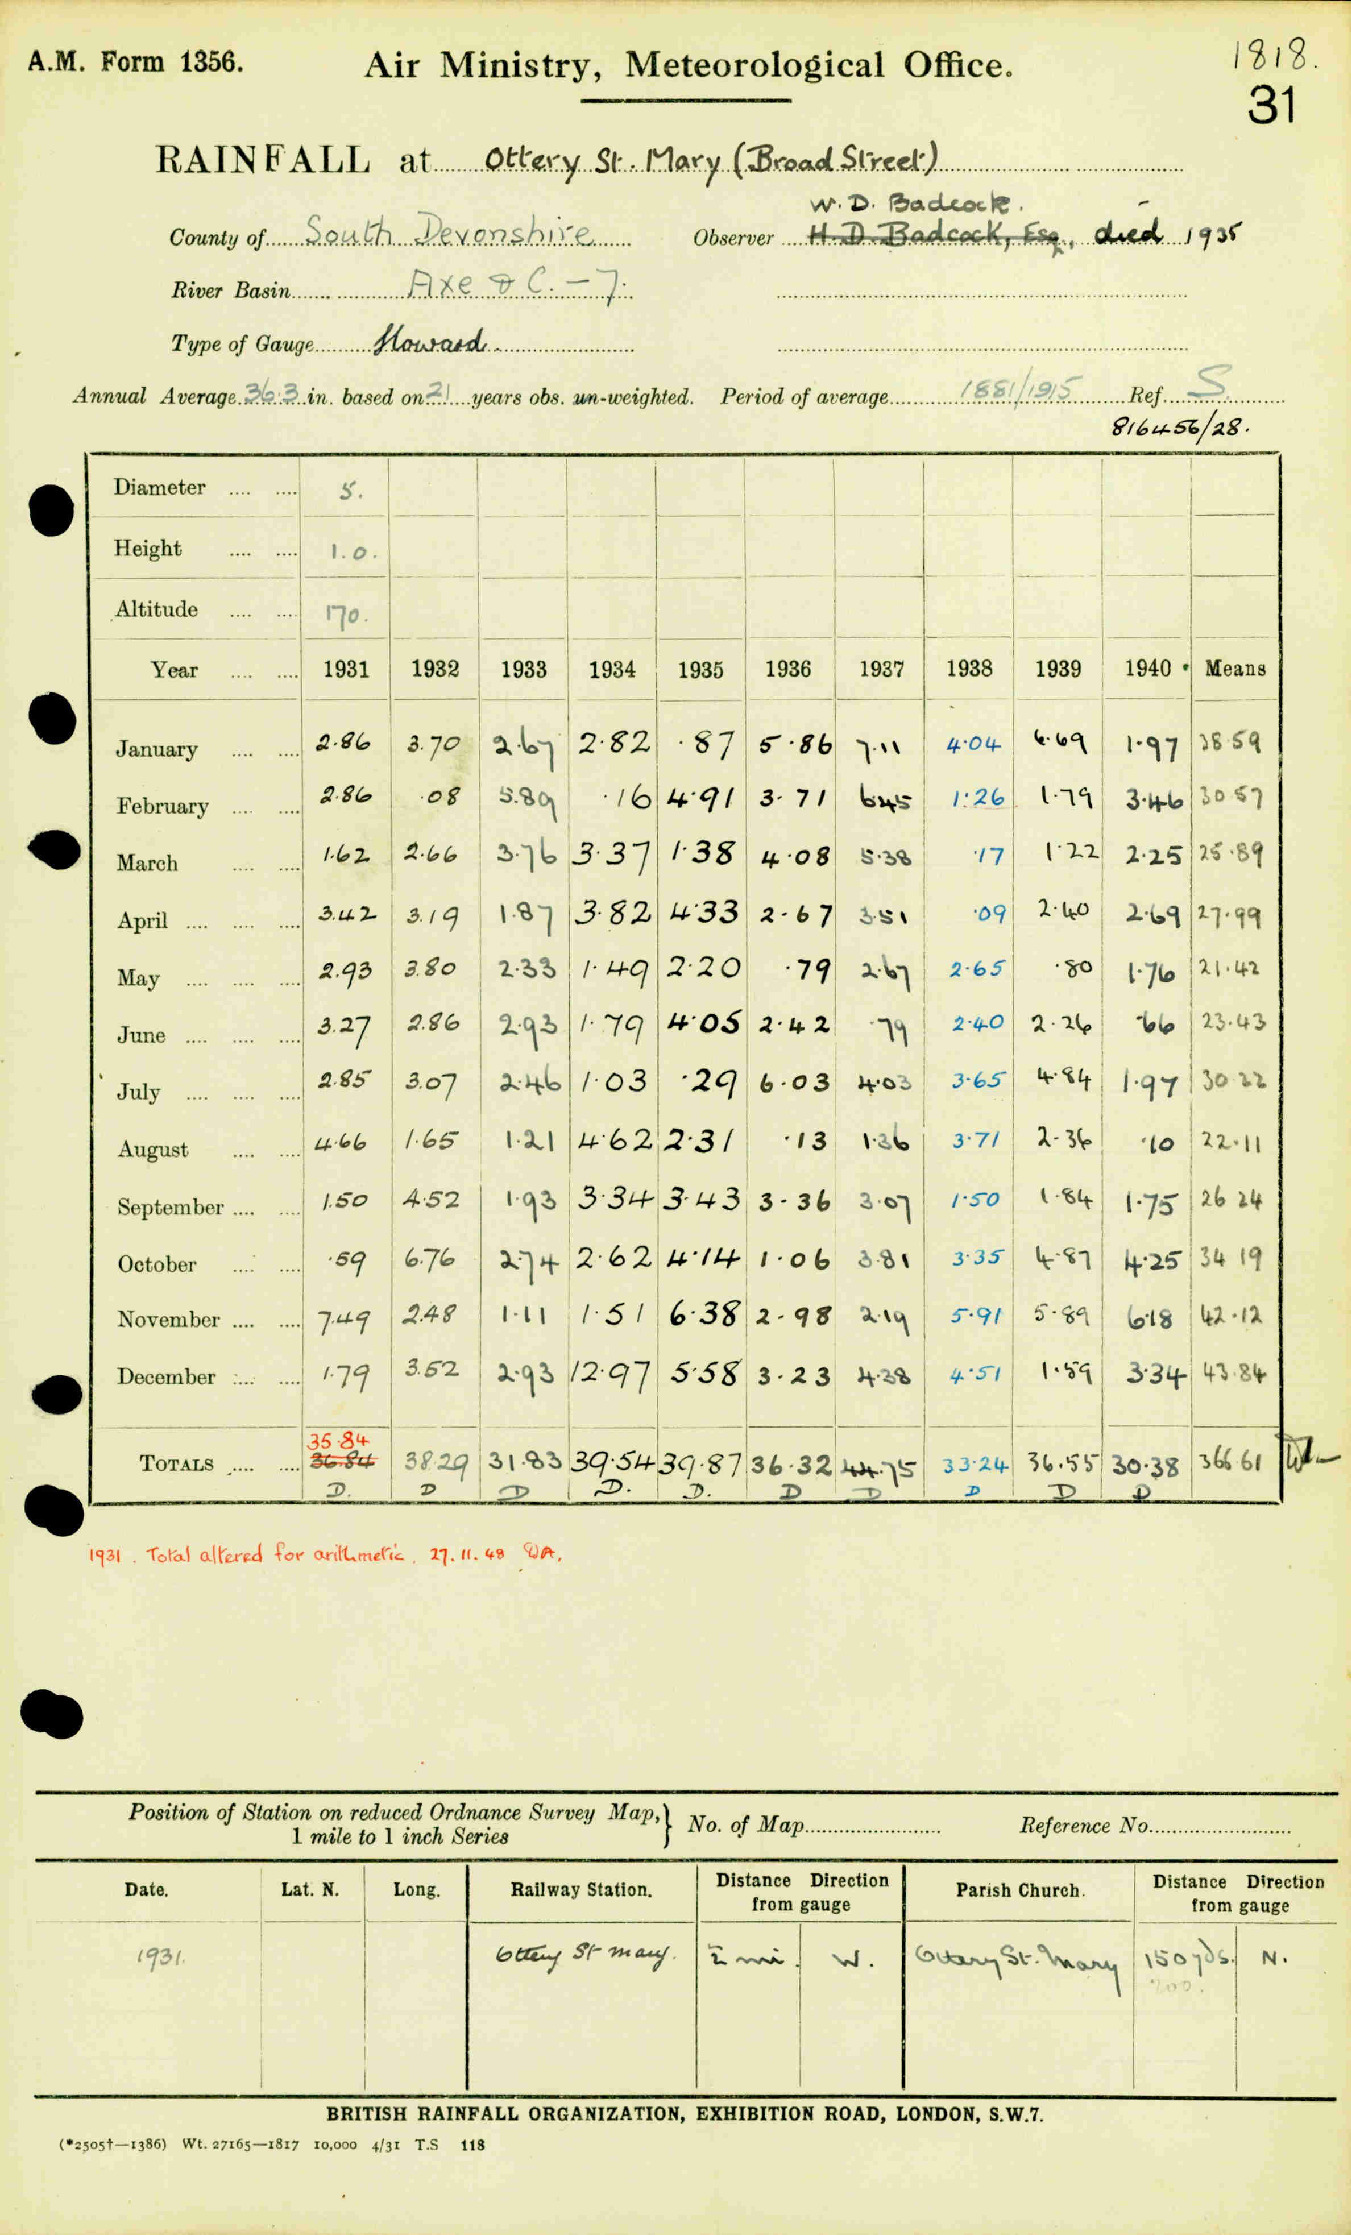 A.M. Form 1356. Air Ministry, Meteorological Office. 1818.
31
RAINFALL at Ottery St. Mary (Broad Street)
W. D. Badcock.
County of South Devonshire Observer H. D. Badcock, Esq., died 1935
River Basin Axe & C. - 7.
Type of Gauge Howard.
Annual Average 36.3 in. based on 21 years obs. un-weighted. Period of average 1881/1915 Ref. S.
816456/28.
Diameter 5.
Height 1.0.
Altitude 170.
Year 1931 1932 1933 1934 1935 1936 1937 1938 1939 1940 Means
January 2.86 3.70 2.67 2.82 .87 5.86 7.11 4.04 6.69 1.97 38.59
February 2.86 .08 5.89 .16 4.91 3.71 6.45 1.26 1.79 3.46 30.57
March 1.62 2.66 3.76 3.37 1.38 4.08 5.38 .17 1.22 2.25 25.89
April 3.42 3.19 1.87 3.82 4.33 2.67 3.51 .09 2.40 2.69 27.99
May 2.93 3.80 2.33 1.49 2.20 .79 2.67 2.65 .80 1.76 21.42
June 3.27 2.86 2.93 1.79 4.05 2.42 .79 2.40 2.26 .66 23.43
July 2.85 3.07 2.46 1.03 .29 6.03 4.03 3.65 4.84 1.97 30.22
August 4.66 1.65 1.21 4.62 2.31 .13 1.36 3.71 2.36 .10 22.11
September 1.50 4.52 1.93 3.34 3.43 3.36 3.07 1.50 1.84 1.75 26.24
October .59 6.76 2.74 2.62 4.14 1.06 3.81 3.35 4.87 4.25 34.19
November 7.49 2.48 1.11 1.51 6.38 2.98 2.19 5.91 5.89 6.18 42.12
December 1.79 3.52 2.93 12.97 5.58 3.23 4.38 4.51 1.59 3.34 43.84
35.84
TOTALS 36.84 38.29 31.83 39.54 39.87 36.32 44.75 33.24 36.55 30.38 366.61
D. D D D. D. D D D D D
1931. Total altered for arithmetic. 27.11.48 DA.
Position of Station on reduced Ordnance Survey Map, 1 mile to 1 inch Series } No. of Map Reference No.
Date. Lat. N. Long. Railway Station. Distance Direction from gauge Parish Church. Distance Direction from gauge
1931. Ottery St Mary. ½ mi. W. Ottery St. Mary 150 yds. N.
200.
BRITISH RAINFALL ORGANIZATION, EXHIBITION ROAD, LONDON, S.W.7.
(*2505†—1386) Wt. 27165—1817 10,000 4/31 T.S 118